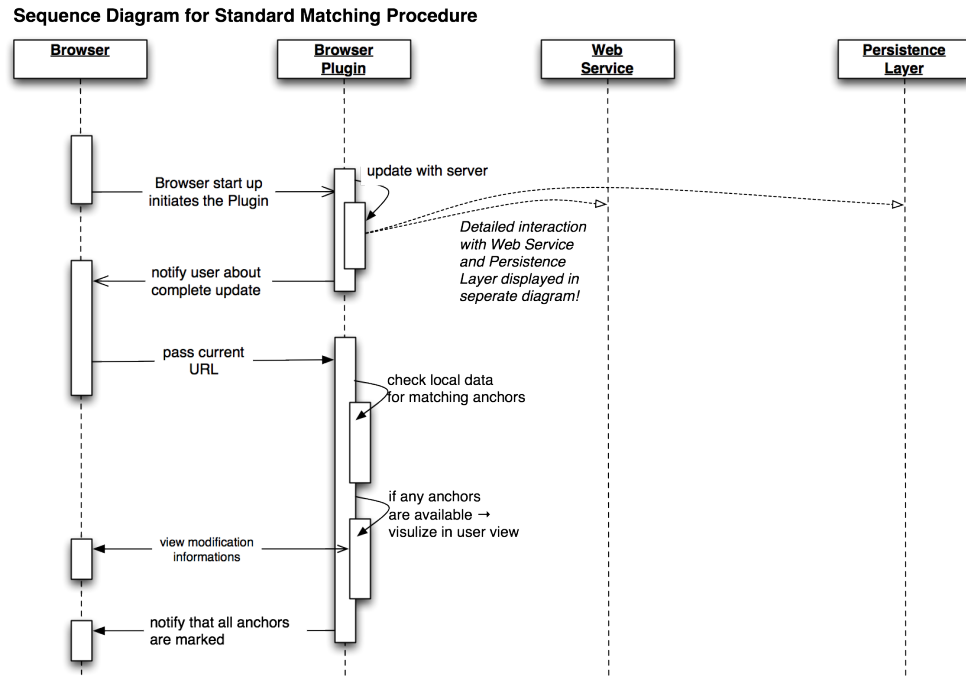 Sequence Diagram for Standard Matching Procedure
Browser
Browser
Plugin
Web
Service
Persistence
Layer
update with server
Browser start up
initiates the Plugin
Detailed interaction
with Web Service
and Persistence
Layer displayed in
seperate diagram!
notify user about
complete update
pass current
URL
check local data
for matching anchors
if any anchors
are available →
visulize in user view
view modification
informations
notify that all anchors
are marked